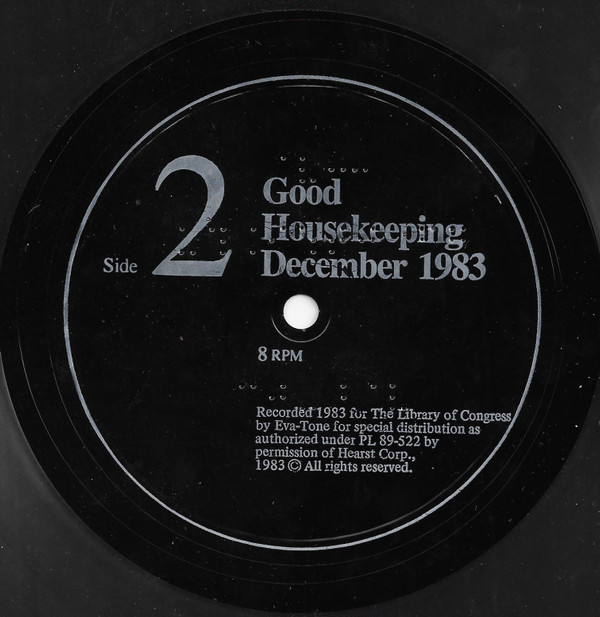 Side 2
Good
Housekeeping
December 1983
8 RPM
Recorded 1983 for The Library of Congress
by Eva-Tone for special distribution as
authorized under PL 89-522 by
permission of Hearst Corp.,
1983 © All rights reserved.